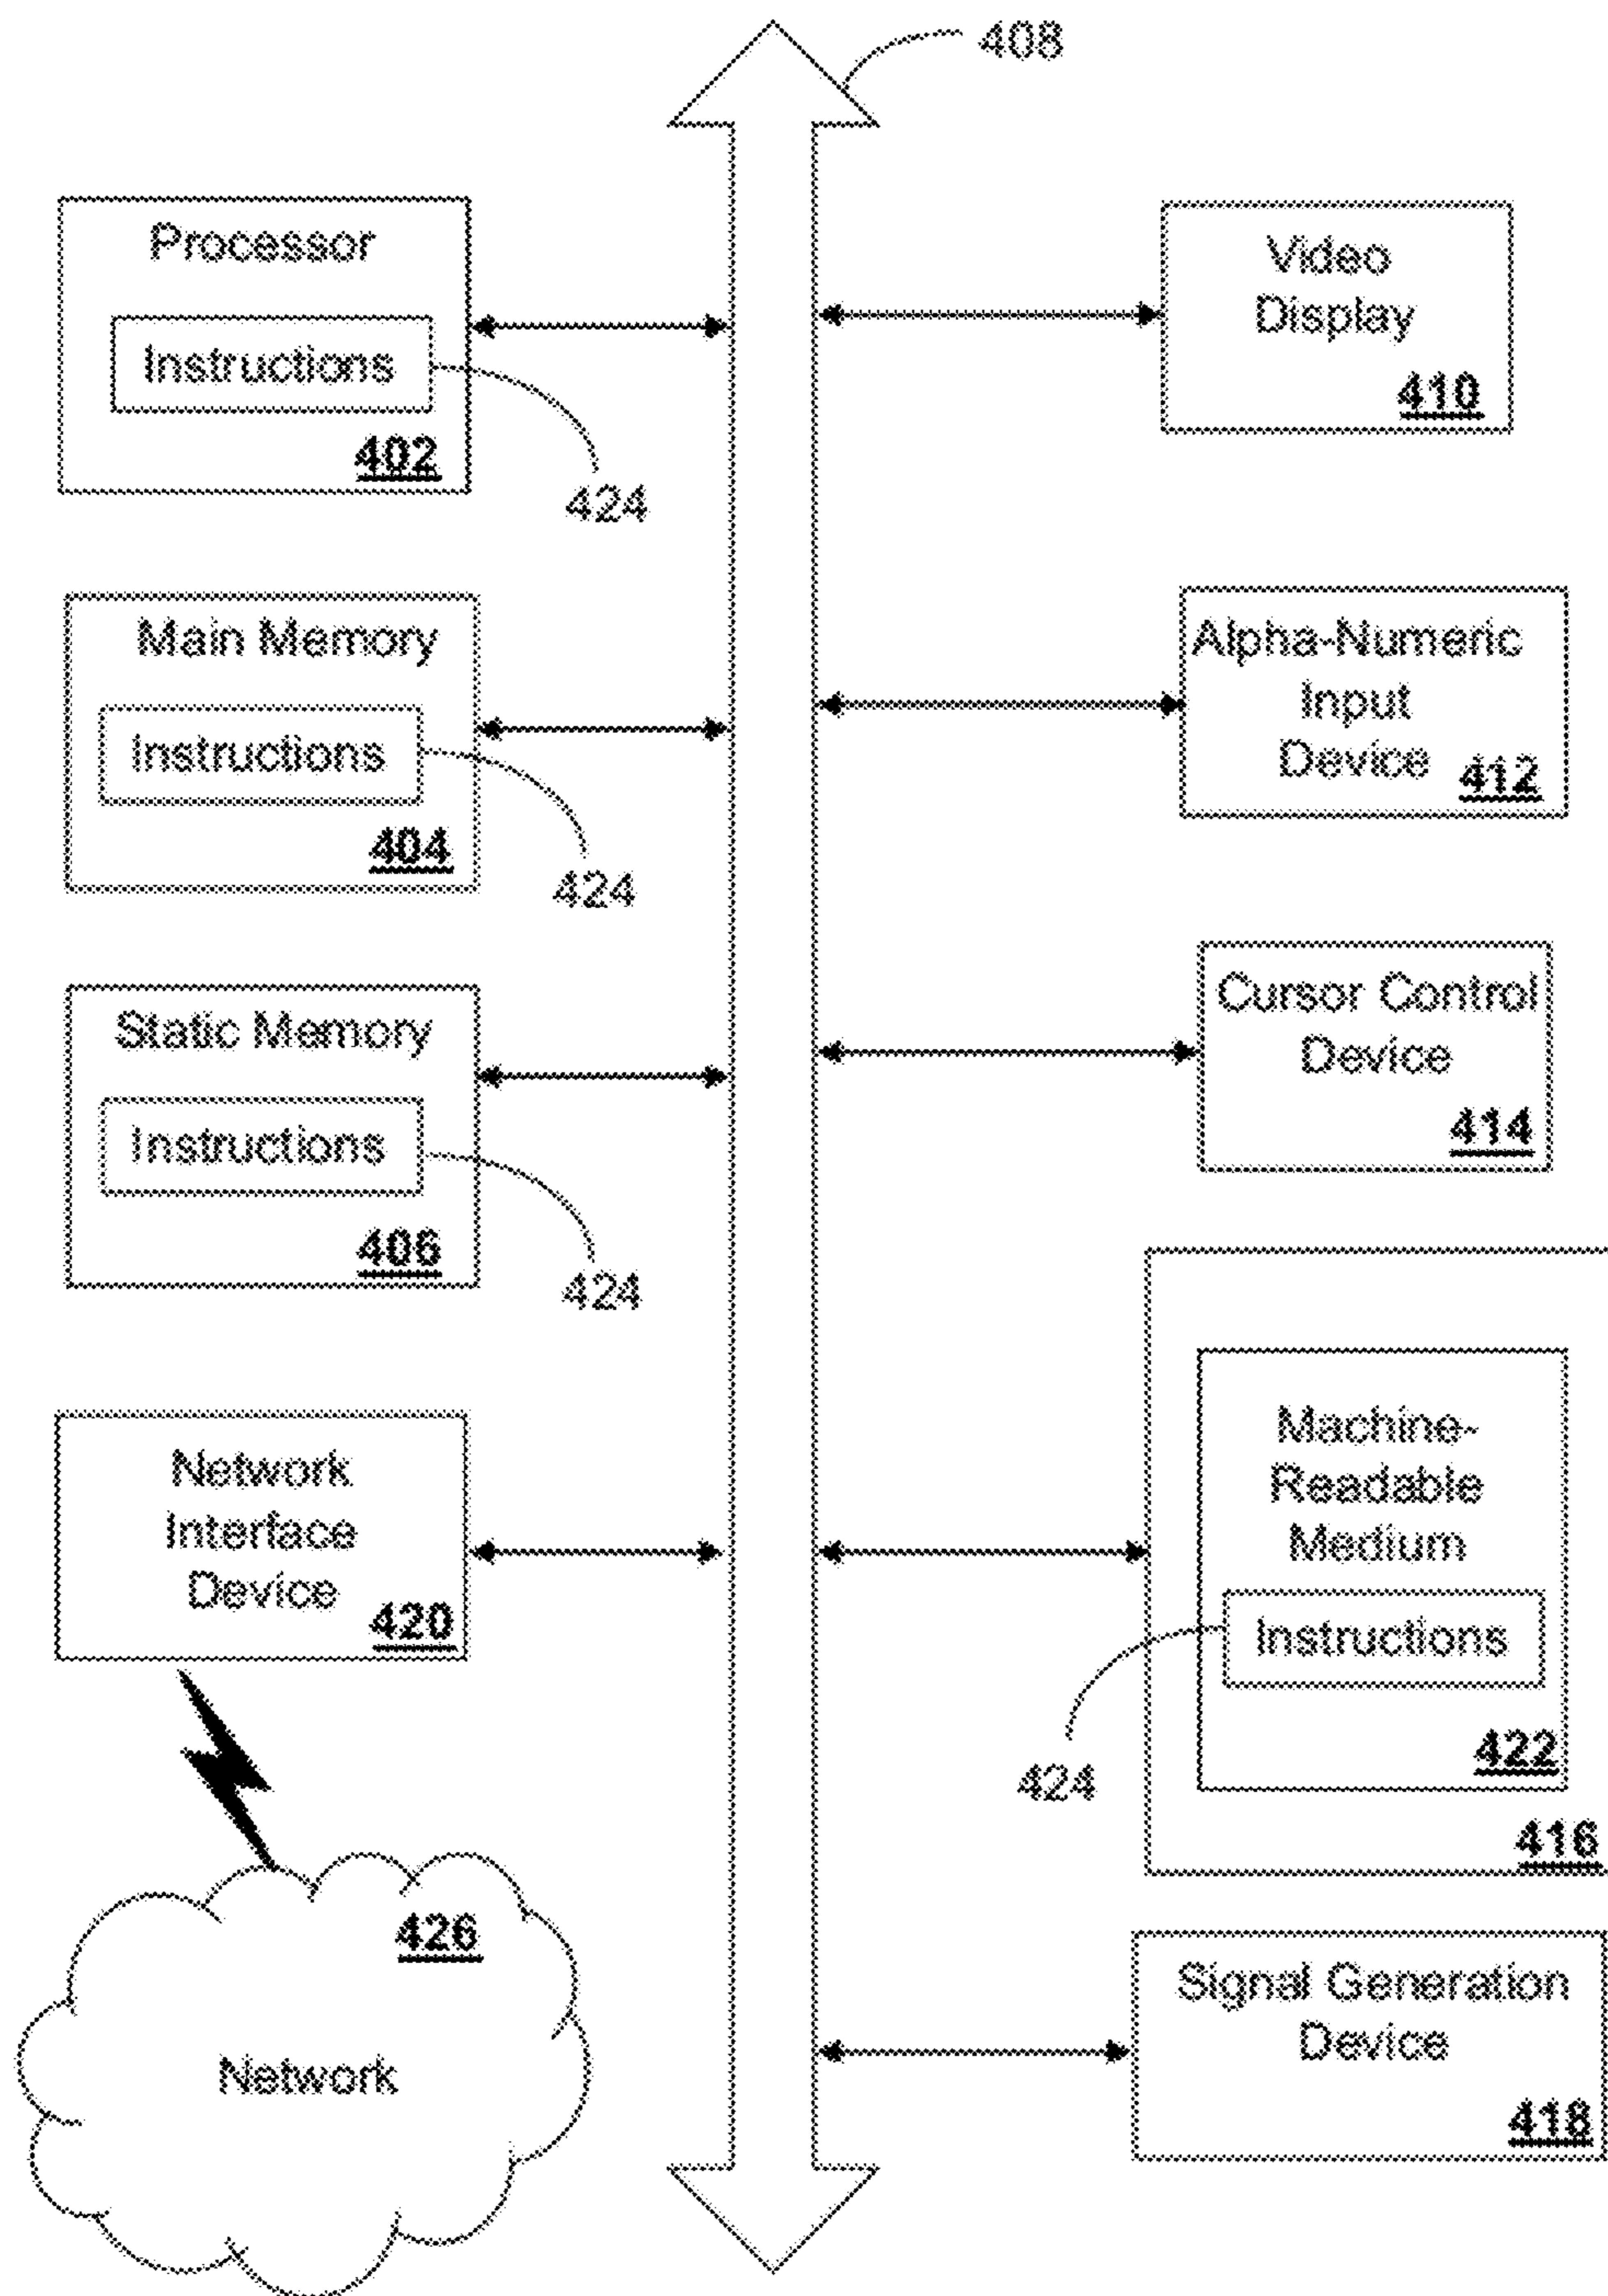 408
Processor
Instructions
402
424
Main Memory
Instructions
404
424
Static Memory
Instructions
406
424
Network
Interface
Device
420
426
Network
Video
Display
410
Alpha-Numeric
Input
Device
412
Cursor Control
Device
414
Machine-
Readable
Medium
Instructions
422
424
416
Signal Generation
Device
418